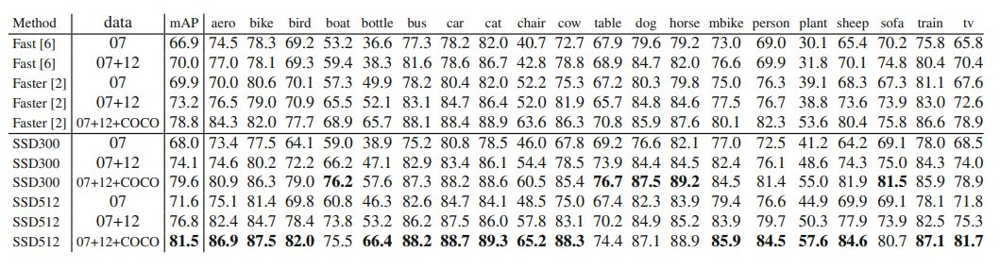 Method data mAP aero bike bird boat bottle bus car cat chair cow table dog horse mbike person plant sheep sofa train tv
Fast [6] 07 66.9 74.5 78.3 69.2 53.2 36.6 77.3 78.2 82.0 40.7 72.7 67.9 79.6 79.2 73.0 69.0 30.1 65.4 70.2 75.8 65.8
Fast [6] 07+12 70.0 77.0 78.1 69.3 59.4 38.3 81.6 78.6 86.7 42.8 78.8 68.9 84.7 82.0 76.6 69.9 31.8 70.1 74.8 80.4 70.4
Faster [2] 07 69.9 70.0 80.6 70.1 57.3 49.9 78.2 80.4 82.0 52.2 75.3 67.2 80.3 79.8 75.0 76.3 39.1 68.3 67.3 81.1 67.6
Faster [2] 07+12 73.2 76.5 79.0 70.9 65.5 52.1 83.1 84.7 86.4 52.0 81.9 65.7 84.8 84.6 77.5 76.7 38.8 73.6 73.9 83.0 72.6
Faster [2] 07+12+COCO 78.8 84.3 82.0 77.7 68.9 65.7 88.1 88.4 88.9 63.6 86.3 70.8 85.9 87.6 80.1 82.3 53.6 80.4 75.8 86.6 78.9
SSD300 07 68.0 73.4 77.5 64.1 59.0 38.9 75.2 80.8 78.5 46.0 67.8 69.2 76.6 82.1 77.0 72.5 41.2 64.2 69.1 78.0 68.5
SSD300 07+12 74.1 74.6 80.2 72.2 66.2 47.1 82.9 83.4 86.1 54.4 78.5 73.9 84.4 84.5 82.4 76.1 48.6 74.3 75.0 84.3 74.0
SSD300 07+12+COCO 79.6 80.9 86.3 79.0 76.2 57.6 87.3 88.2 88.6 60.5 85.4 76.7 87.5 89.2 84.5 81.4 55.0 81.9 81.5 85.9 78.9
SSD512 07 71.6 75.1 81.4 69.8 60.8 46.3 82.6 84.7 84.1 48.5 75.0 67.4 82.3 83.9 79.4 76.6 44.9 69.9 69.1 78.1 71.8
SSD512 07+12 76.8 82.4 84.7 78.4 73.8 53.2 86.2 87.5 86.0 57.8 83.1 70.2 84.9 85.2 83.9 79.7 50.3 77.9 73.9 82.5 75.3
SSD512 07+12+COCO 81.5 86.9 87.5 82.0 75.5 66.4 88.2 88.7 89.3 65.2 88.3 74.4 87.1 88.9 85.9 84.5 57.6 84.6 80.7 87.1 81.7